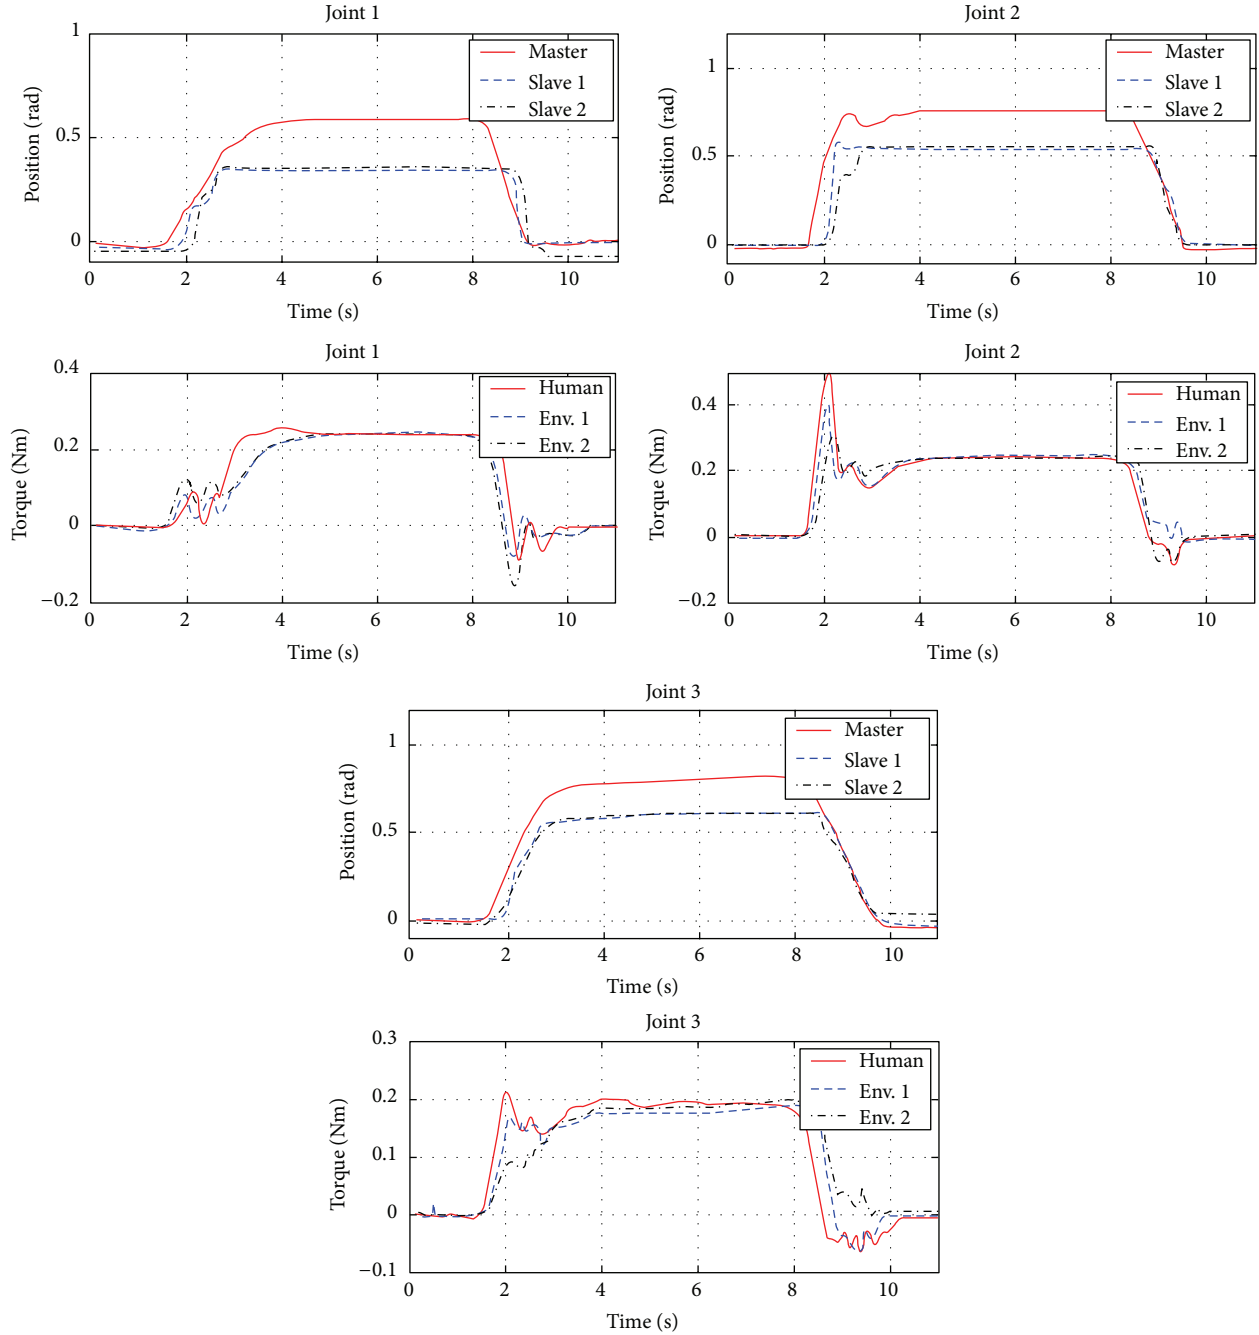 Joint 1
1
0.5
0
Position (rad)
Master
Slave 1
Slave 2
0 2 4 6 8 10
Time (s)
Joint 2
1
0.5
0
Position (rad)
Master
Slave 1
Slave 2
0 2 4 6 8 10
Time (s)
Joint 1
0.4
0.2
0
−0.2
Torque (Nm)
Human
Env. 1
Env. 2
0 2 4 6 8 10
Time (s)
Joint 2
0.4
0.2
0
−0.2
Torque (Nm)
Human
Env. 1
Env. 2
0 2 4 6 8 10
Time (s)
Joint 3
1
0.5
0
Position (rad)
Master
Slave 1
Slave 2
0 2 4 6 8 10
Time (s)
Joint 3
0.3
0.2
0.1
0
−0.1
Torque (Nm)
Human
Env. 1
Env. 2
0 2 4 6 8 10
Time (s)